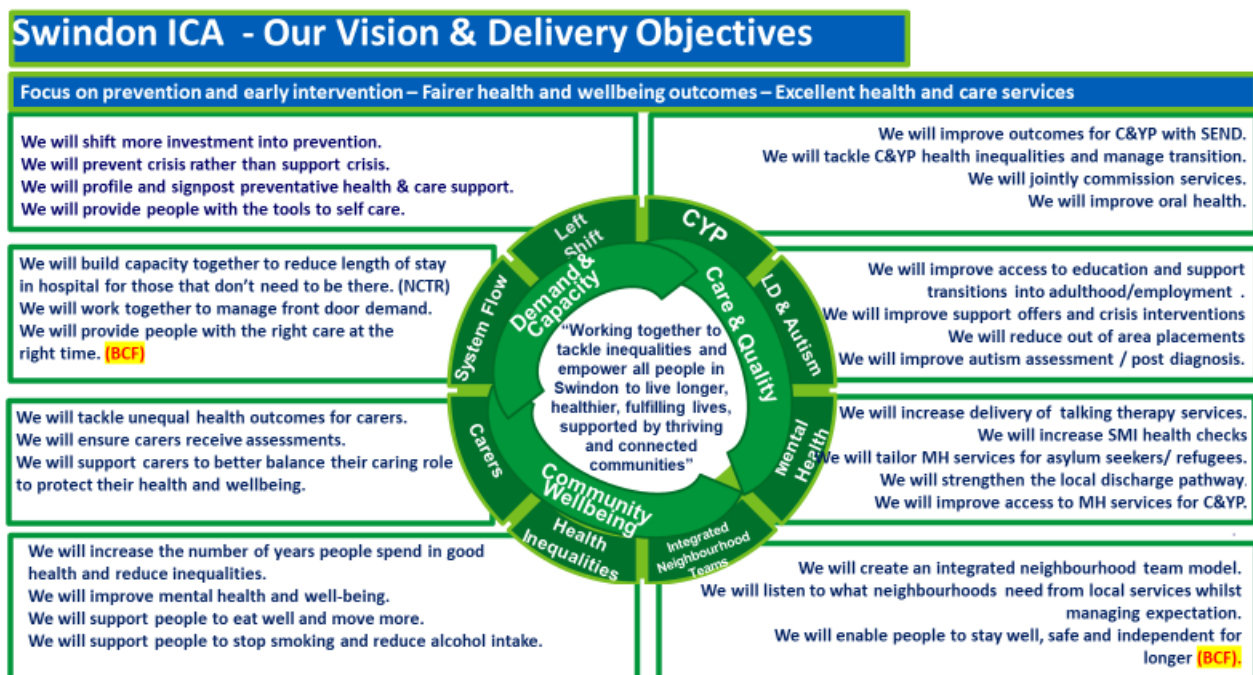 Swindon ICA - Our Vision & Delivery Objectives
Focus on prevention and early intervention – Fairer health and wellbeing outcomes – Excellent health and care services
We will shift more investment into prevention.
We will prevent crisis rather than support crisis.
We will profile and signpost preventative health & care support.
We will provide people with the tools to self care.
We will improve outcomes for C&YP with SEND.
We will tackle C&YP health inequalities and manage transition.
We will jointly commission services.
We will improve oral health.
We will build capacity together to reduce length of stay
in hospital for those that don't need to be there. (NCTR)
We will work together to manage front door demand.
We will provide people with the right care at the
right time. (BCF)
We will improve access to education and support
transitions into adulthood/employment .
We will improve support offers and crisis interventions
We will reduce out of area placements
We will improve autism assessment / post diagnosis.
We will tackle unequal health outcomes for carers.
We will ensure carers receive assessments.
We will support carers to better balance their caring role
to protect their health and wellbeing.
We will increase delivery of talking therapy services.
We will increase SMI health checks
We will tailor MH services for asylum seekers/ refugees.
We will strengthen the local discharge pathway.
We will improve access to MH services for C&YP.
We will increase the number of years people spend in good
health and reduce inequalities.
We will improve mental health and well-being.
We will support people to eat well and move more.
We will support people to stop smoking and reduce alcohol intake.
We will create an integrated neighbourhood team model.
We will listen to what neighbourhoods need from local services whilst
managing expectation.
We will enable people to stay well, safe and independent for
longer (BCF).
Left
Shift
CYP
LD & Autism
Mental
Health
Integrated
Neighbourhood
Teams
Health
Inequalities
Carers
System Flow
Demand &
Capacity
Care & Quality
Community
Wellbeing
"Working together to
tackle inequalities and
empower all people in
Swindon to live longer,
healthier, fulfilling lives,
supported by thriving
and connected
communities"